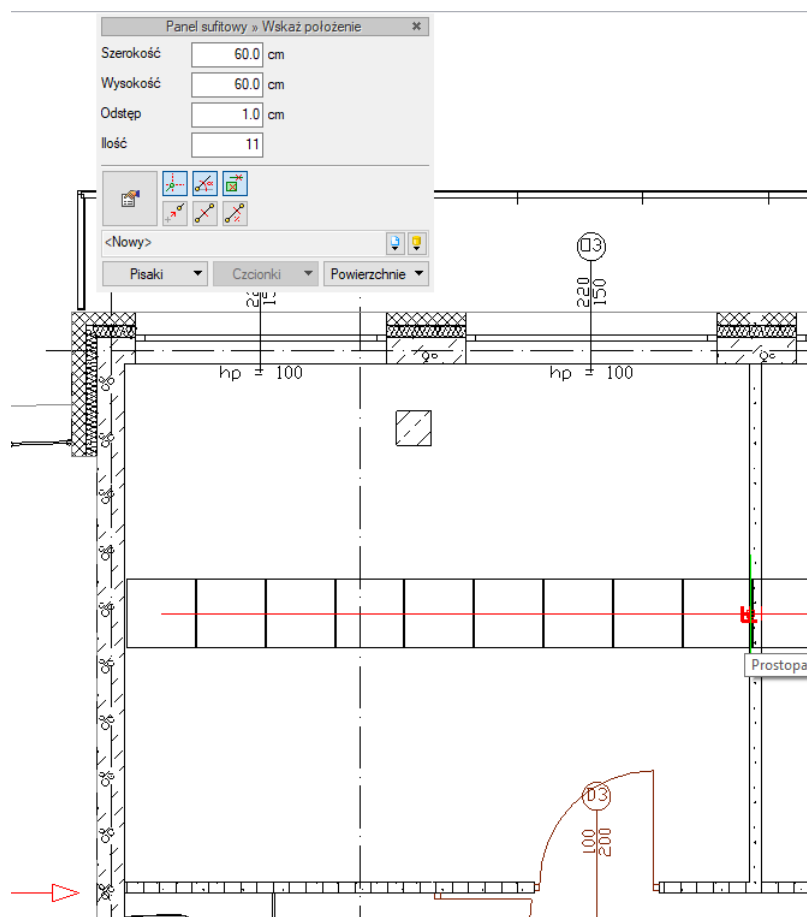 Panel sufitowy » Wskaż położenie
Szerokość 60.0 cm
Wysokość 60.0 cm
Odstęp 1.0 cm
Ilość 11
<Nowy>
Pisaki Czcionki Powierzchnie
O3
220
150
hp = 100 hp = 100
Prostopa
D3
100
200